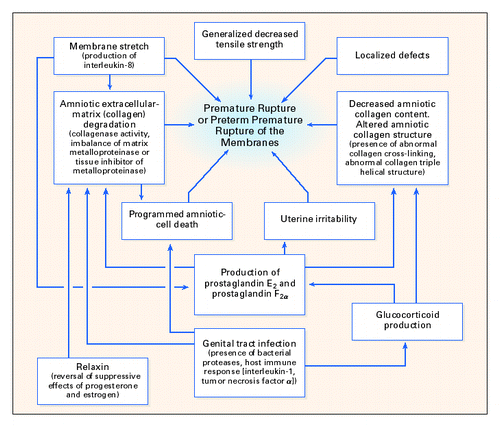 Generalized decreased
tensile strength
Membrane stretch
(production of
interleukin-8)
Localized defects
Amniotic extracellular-
matrix (collagen)
degradation
(collagenase activity,
imbalance of matrix
metalloproteinase or
tissue inhibitor of
metalloproteinase)
Premature Rupture
or Preterm Premature
Rupture of the
Membranes
Decreased amniotic
collagen content.
Altered amniotic
collagen structure
(presence of abnormal
collagen cross-linking,
abnormal collagen triple
helical structure)
Programmed amniotic-
cell death
Uterine irritability
Production of
prostaglandin E2 and
prostaglandin F2α
Glucocorticoid
production
Genital tract infection
(presence of bacterial
proteases, host immune
response [interleukin-1,
tumor necrosis factor α])
Relaxin
(reversal of suppressive
effects of progesterone
and estrogen)